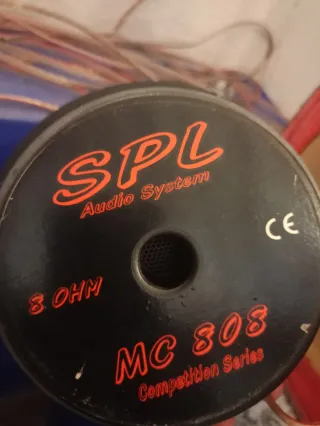 SPL
Audio System
CE
8 OHM
MC 808
Competition Series